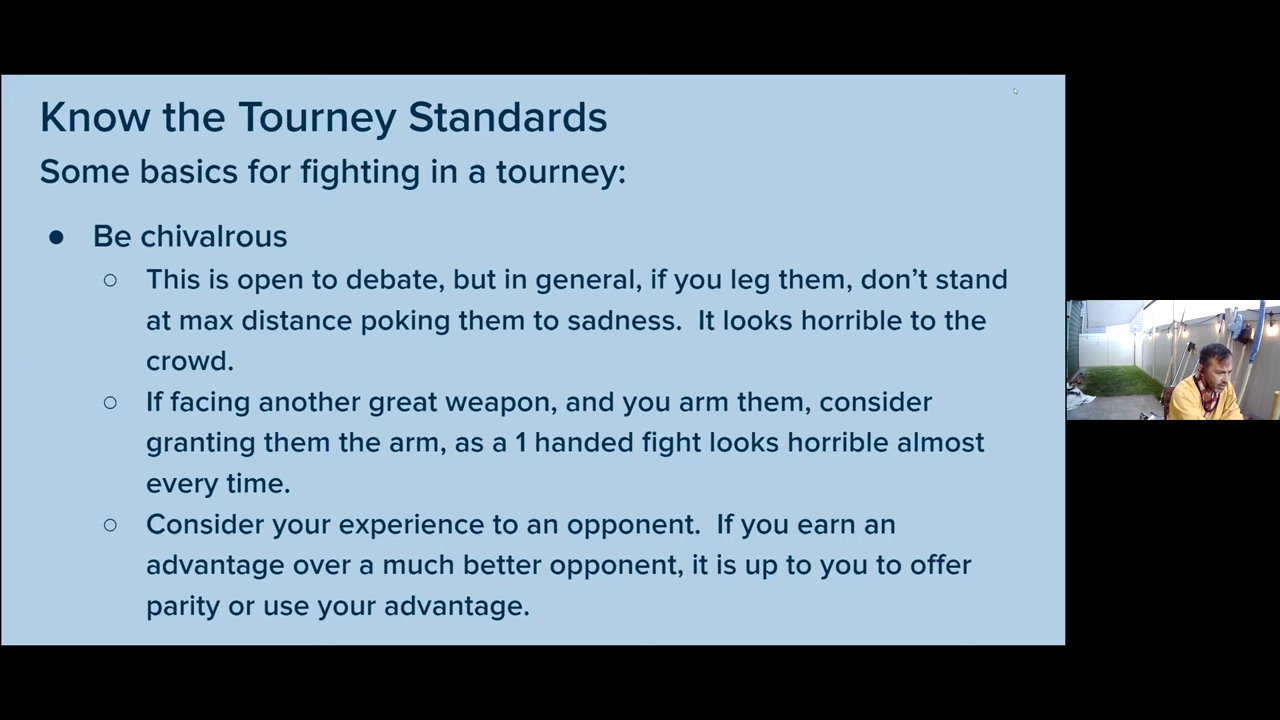 Know the Tourney Standards
Some basics for fighting in a tourney:
● Be chivalrous
○ This is open to debate, but in general, if you leg them, don’t stand
at max distance poking them to sadness.  It looks horrible to the
crowd.
○ If facing another great weapon, and you arm them, consider
granting them the arm, as a 1 handed fight looks horrible almost
every time.
○ Consider your experience to an opponent.  If you earn an
advantage over a much better opponent, it is up to you to offer
parity or use your advantage.